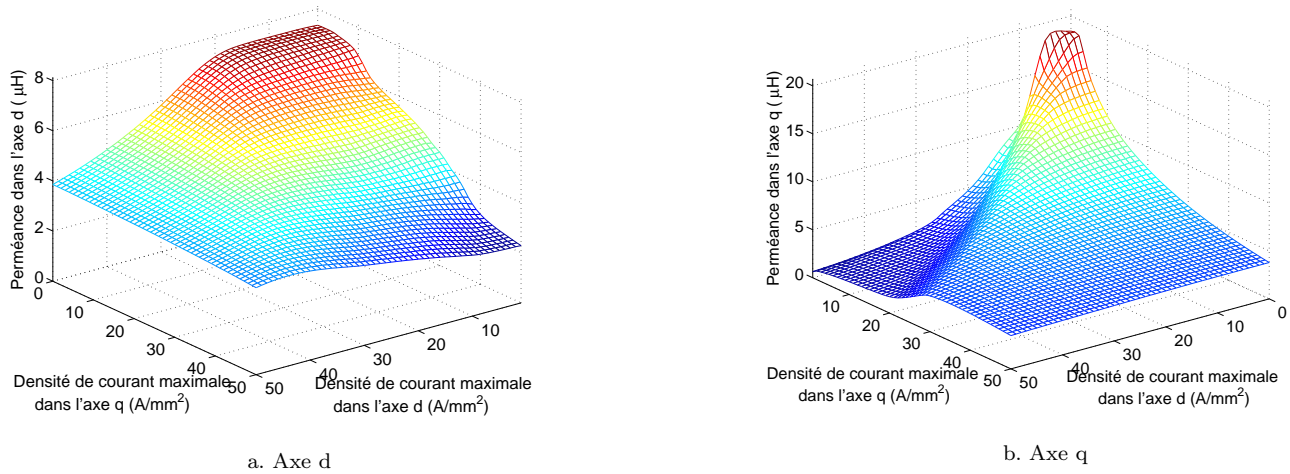 Perméance dans l'axe d ( μH)
8
6
4
2
0
0
10
20
30
40
50
50
40
30
20
10
Densité de courant maximale
dans l'axe q (A/mm²)
Densité de courant maximale
dans l'axe d (A/mm²)
a. Axe d
Perméance dans l'axe q ( μH)
20
15
10
5
0
10
20
30
40
50
50
40
30
20
10
0
Densité de courant maximale
dans l'axe q (A/mm²)
Densité de courant maximale
dans l'axe d (A/mm²)
b. Axe q